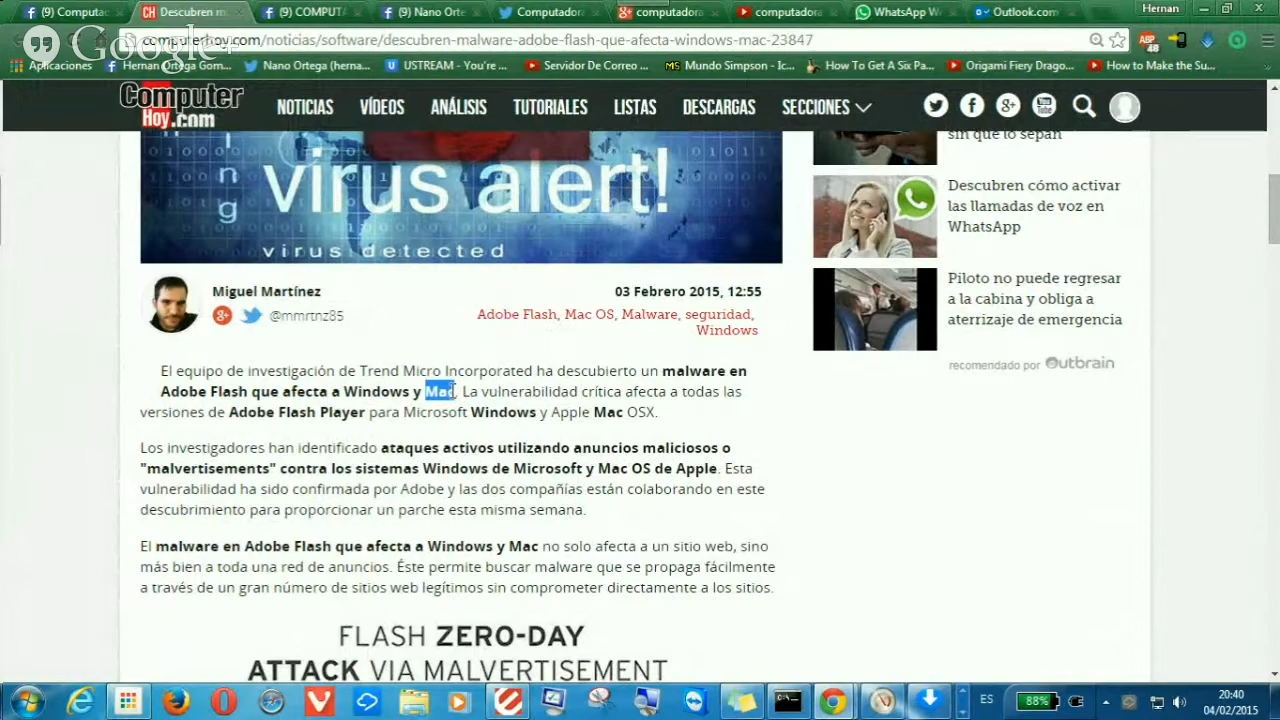 (9) Computac
Descubren m
(9) COMPUTA
(9) Nano Orte
Computadora
computadora
computadora
WhatsApp W
Outlook.com
Hernan
Google+
computerhoy.com/noticias/software/descubren-malware-adobe-flash-que-afecta-windows-mac-23847
ABP
48
Aplicaciones
Hernan Ortega Gom...
Nano Ortega (herna...
USTREAM - You're ...
Servidor De Correo ...
Mundo Simpson - Ic...
How To Get A Six Pa...
Origami Fiery Drago...
How to Make the Su...
Computer
Hoy.com
NOTICIAS
VÍDEOS
ANÁLISIS
TUTORIALES
LISTAS
DESCARGAS
SECCIONES
virus alert!
virus detected
sin que lo sepan
Descubren cómo activar
las llamadas de voz en
WhatsApp
Piloto no puede regresar
a la cabina y obliga a
aterrizaje de emergencia
recomendado por Outbrain
Miguel Martínez
@mmrtnz85
03 Febrero 2015, 12:55
Adobe Flash, Mac OS, Malware, seguridad,
Windows
El equipo de investigación de TrendMicro Incorporated ha descubierto un malware en
Adobe Flash que afecta a Windows y Mac. La vulnerabilidad crítica afecta a todas las
versiones de Adobe Flash Player para Microsoft Windows y Apple Mac OSX.
Los investigadores han identificado ataques activos utilizando anuncios maliciosos o
"malvertisements" contra los sistemas Windows de Microsoft y Mac OS de Apple. Esta
vulnerabilidad ha sido confirmada por Adobe y las dos compañías están colaborando en este
descubrimiento para proporcionar un parche esta misma semana.
El malware en Adobe Flash que afecta a Windows y Mac no solo afecta a un sitio web, sino
más bien a toda una red de anuncios. Éste permite buscar malware que se propaga fácilmente
a través de un gran número de sitios web legítimos sin comprometer directamente a los sitios.
FLASH ZERO-DAY
ATTACK VIA MALVERTISEMENT
ES
88%
20:40
04/02/2015